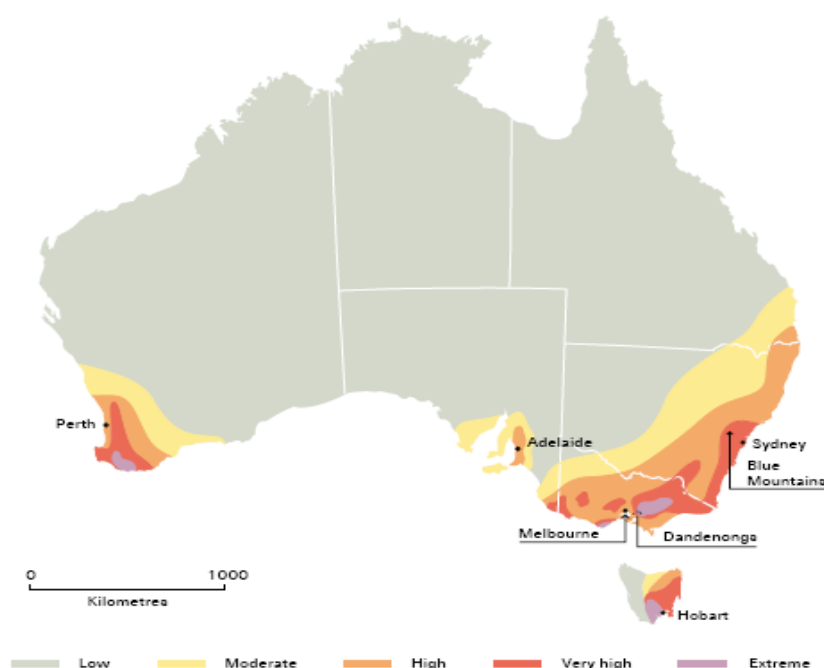 Perth
Adelaide
Sydney
Blue
Mountains
Melbourne
Dandenongs
Hobart
0 1000
Kilometres
Low Moderate High Very high Extreme